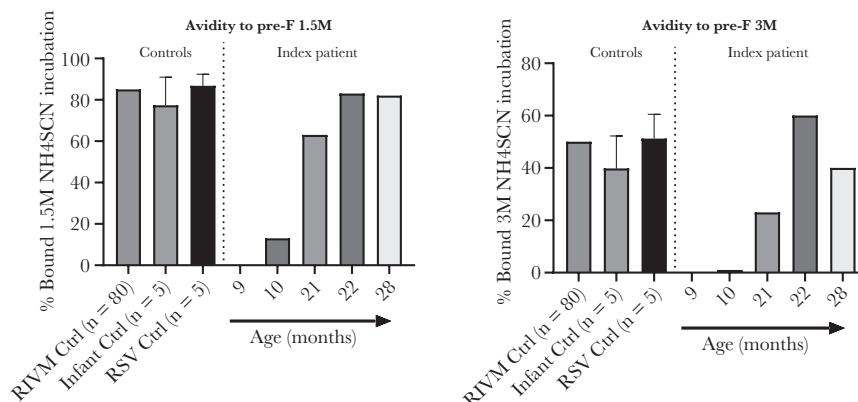 Avidity to pre-F 1.5M
Controls
Index patient
% Bound 1.5M NH4SCN incubation
100
80
60
40
20
0
RIVM Ctrl (n = 80)
Infant Ctrl (n = 5)
RSV Ctrl (n = 5)
9
10
21
22
28
Age (months)
Avidity to pre-F 3M
Controls
Index patient
% Bound 3M NH4SCN incubation
80
60
40
20
0
RIVM Ctrl (n = 80)
Infant Ctrl (n = 5)
RSV Ctrl (n = 5)
9
10
21
22
28
Age (months)